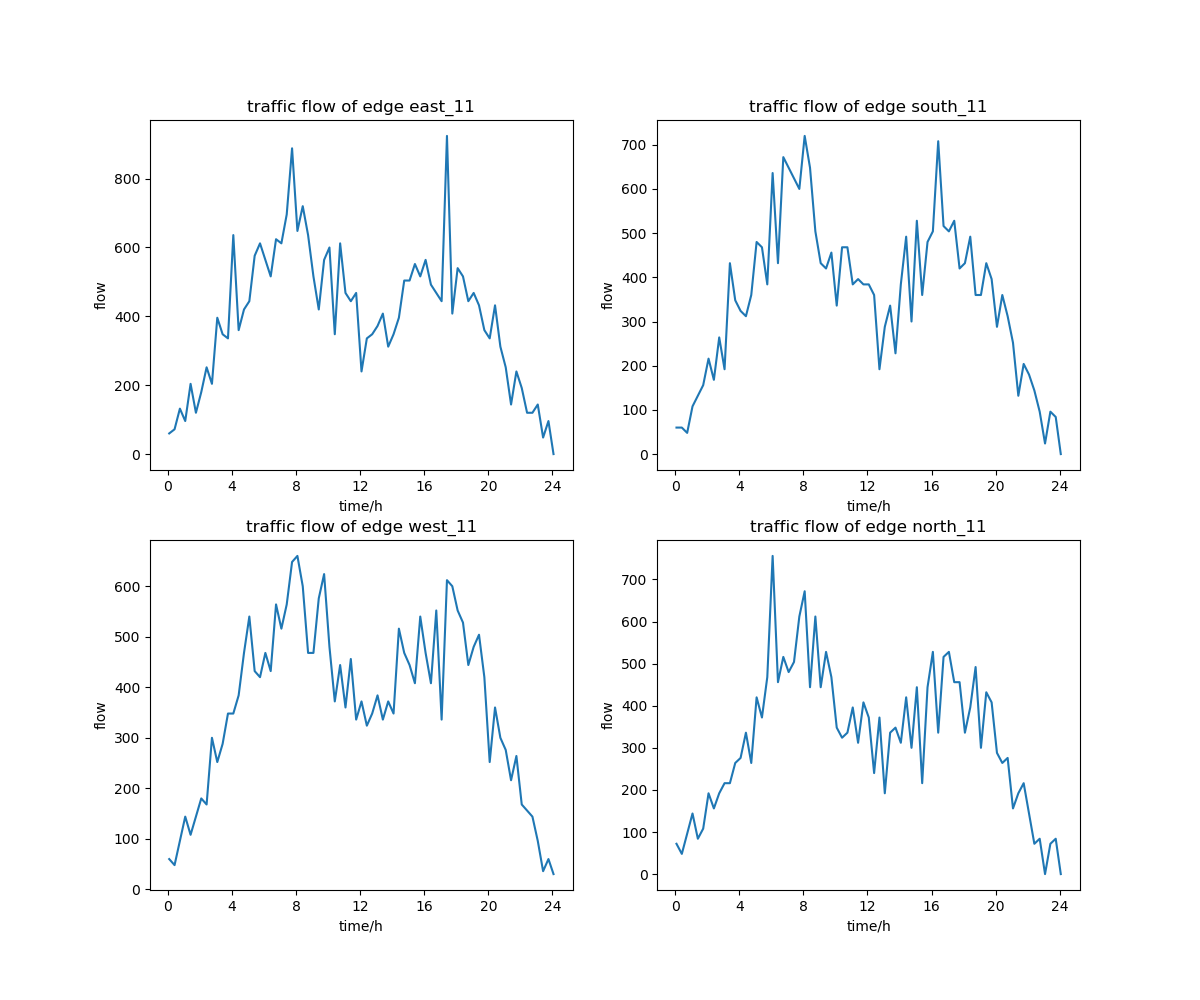 traffic flow of edge east_11
flow
800
600
400
200
0
0 4 8 12 16 20 24
time/h
traffic flow of edge south_11
flow
700
600
500
400
300
200
100
0
0 4 8 12 16 20 24
time/h
traffic flow of edge west_11
flow
600
500
400
300
200
100
0
0 4 8 12 16 20 24
time/h
traffic flow of edge north_11
flow
700
600
500
400
300
200
100
0
0 4 8 12 16 20 24
time/h